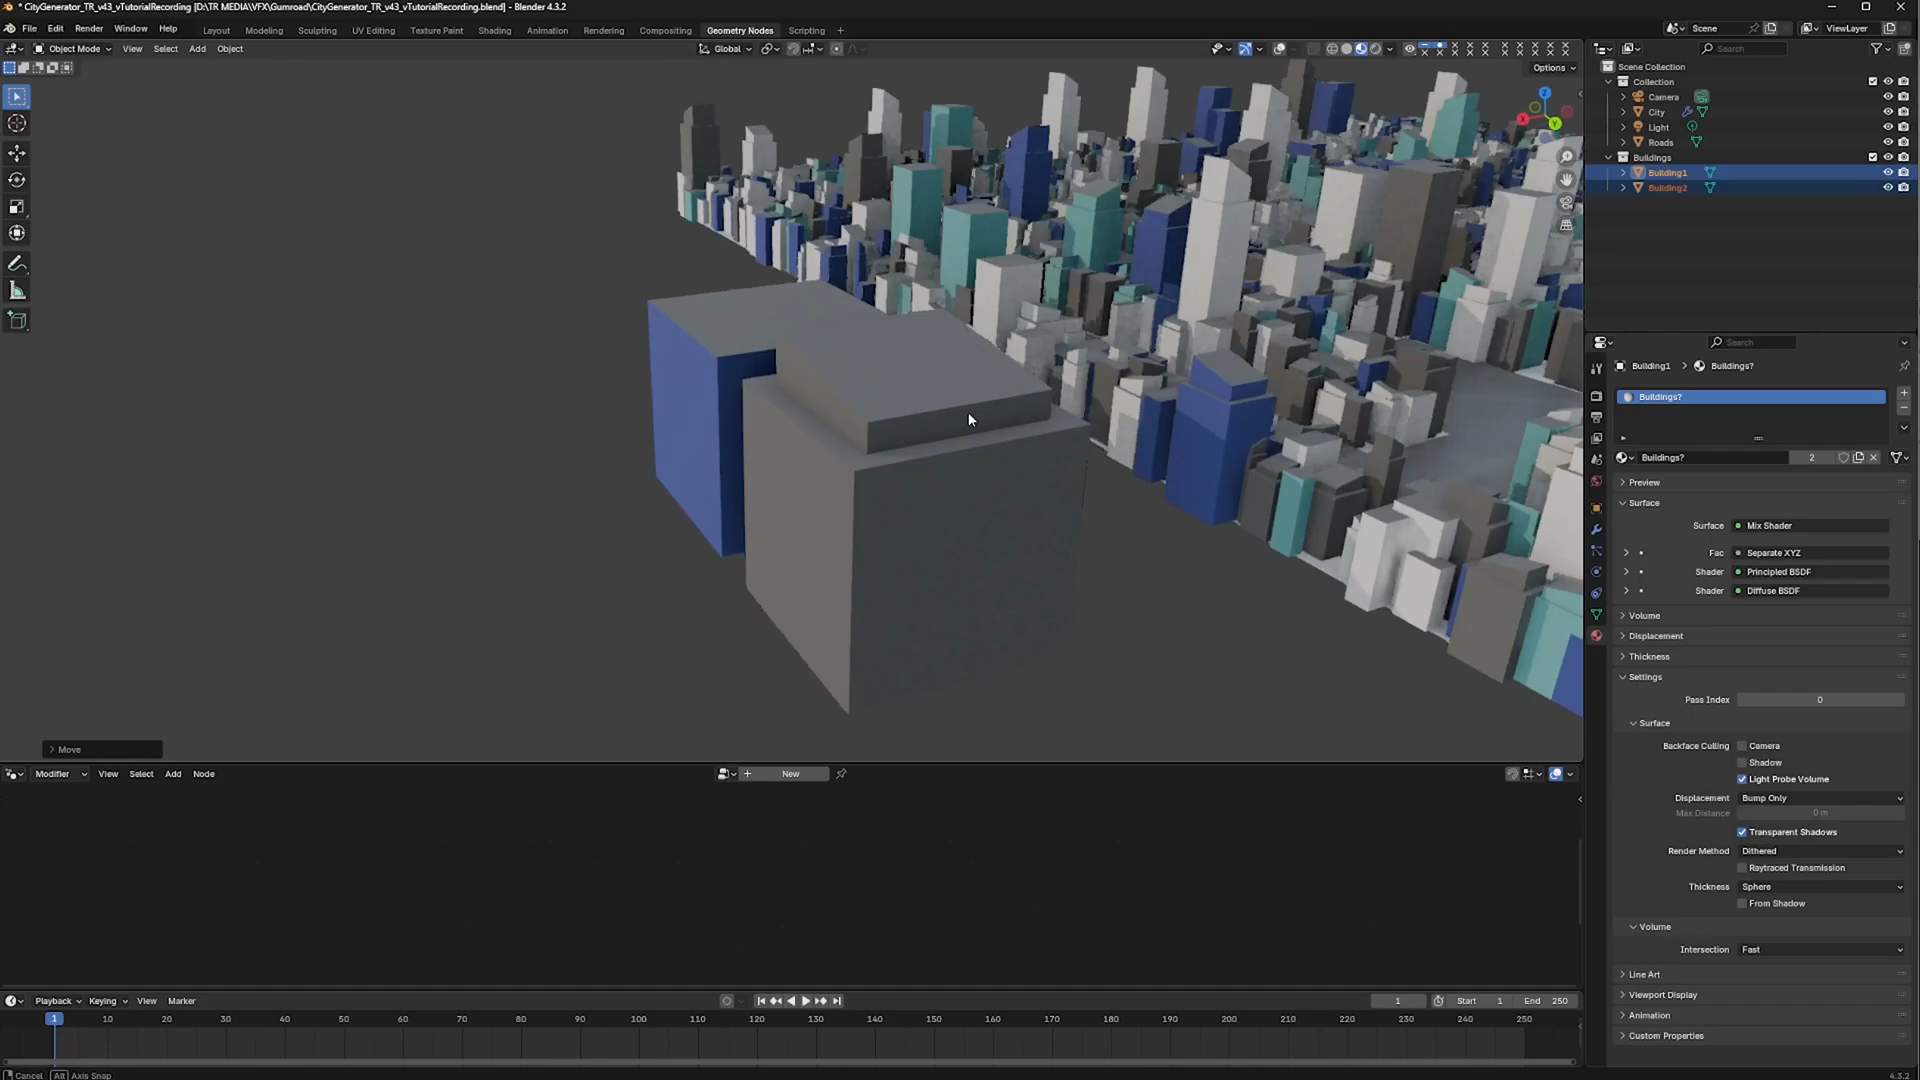 * CityGenerator_TR_v43_vTutorialRecording [D:\TR MEDIA\VFX\Gumroad\CityGenerator_TR_v43_vTutorialRecording.blend] - Blender 4.3.2
File Edit Render Window Help Layout Modeling Sculpting UV Editing Texture Paint Shading Animation Rendering Compositing Geometry Nodes Scripting + Scene ViewLayer
Object Mode View Select Add Object Global Search
Options
Scene Collection
Collection
Camera
City
Light
Roads
Buildings
Building1
Building2
Z
X
Y
Search
Building1 > Buildings?
Buildings?
Buildings? 2
Preview
Surface
Surface Mix Shader
Fac Separate XYZ
Shader Principled BSDF
Shader Diffuse BSDF
Volume
Displacement
Thickness
Settings
Pass Index 0
Surface
Backface Culling Camera
Shadow
Light Probe Volume
Displacement Bump Only
Max Distance 0 m
Transparent Shadows
Render Method Dithered
Raytraced Transmission
Thickness Sphere
From Shadow
Volume
Intersection Fast
Line Art
Viewport Display
Animation
Custom Properties
Move
Modifier View Select Add Node New
Playback Keying View Marker 1 Start 1 End 250
1 10 20 30 40 50 60 70 80 90 100 110 120 130 140 150 160 170 180 190 200 210 220 230 240 250
Cancel Alt Axis Snap 4.3.2